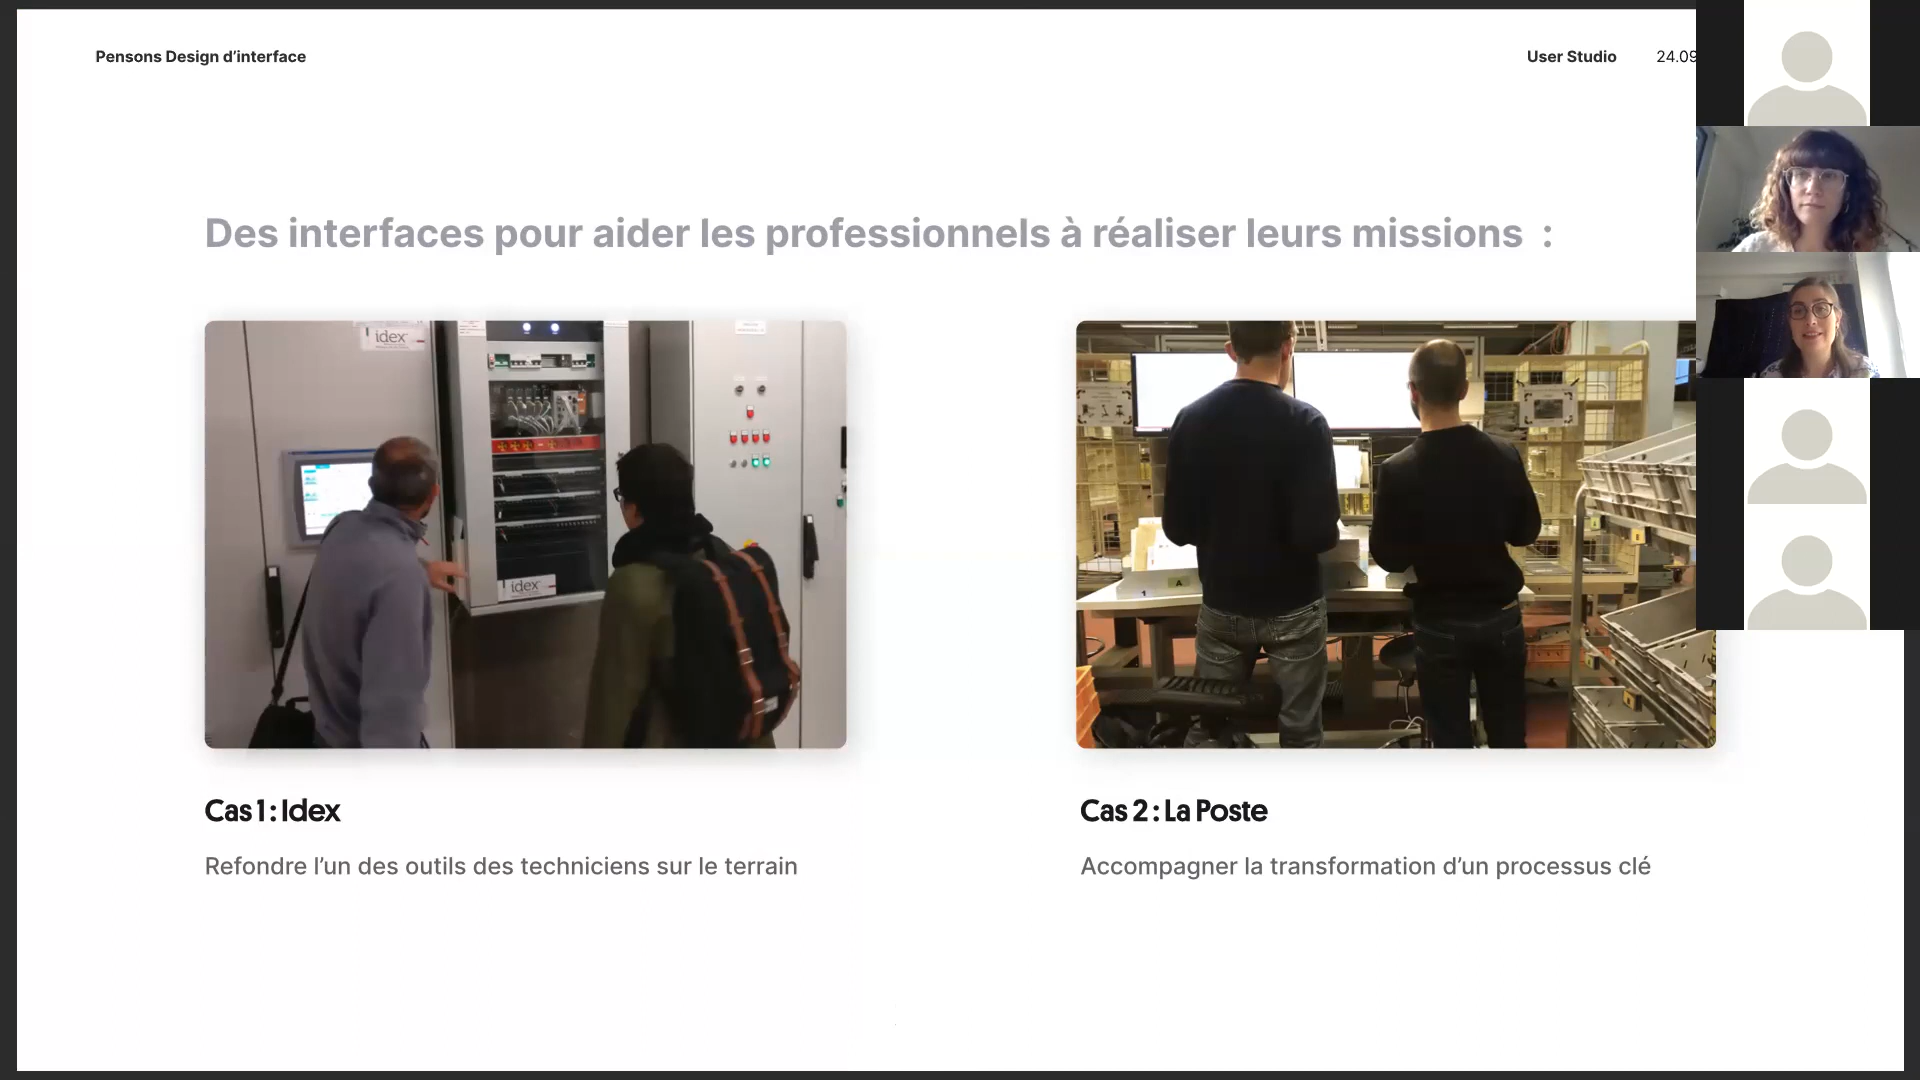 Pensons Design d’interface
User Studio
24.09
Des interfaces pour aider les professionnels à réaliser leurs missions :
idex
idex
A
1
Cas 1 : Idex
Cas 2 : La Poste
Refondre l’un des outils des techniciens sur le terrain
Accompagner la transformation d’un processus clé